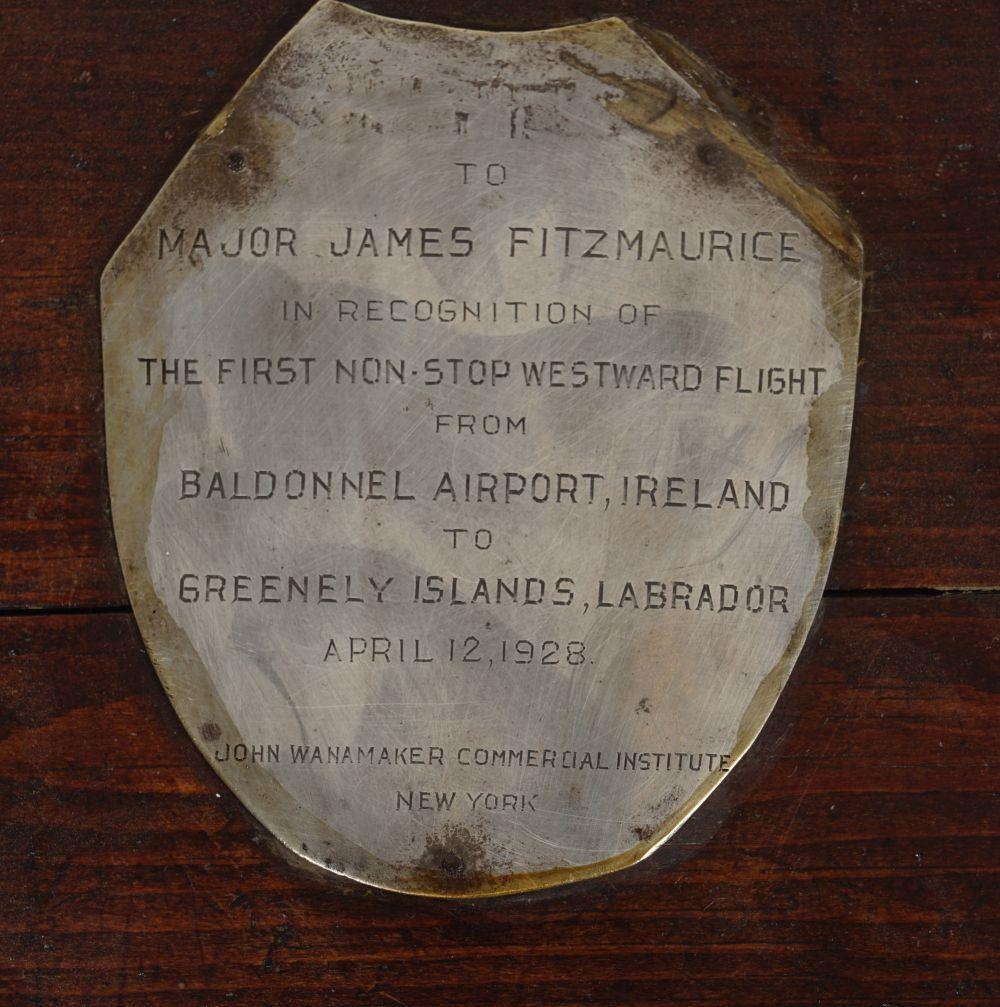 TO
MAJOR JAMES FITZMAURICE
IN RECOGNITION OF
THE FIRST NON-STOP WESTWARD FLIGHT
FROM
BALDONNEL AIRPORT, IRELAND
TO
GREENELY ISLANDS, LABRADOR
APRIL 12, 1928.
JOHN WANAMAKER COMMERCIAL INSTITUTE
NEW YORK